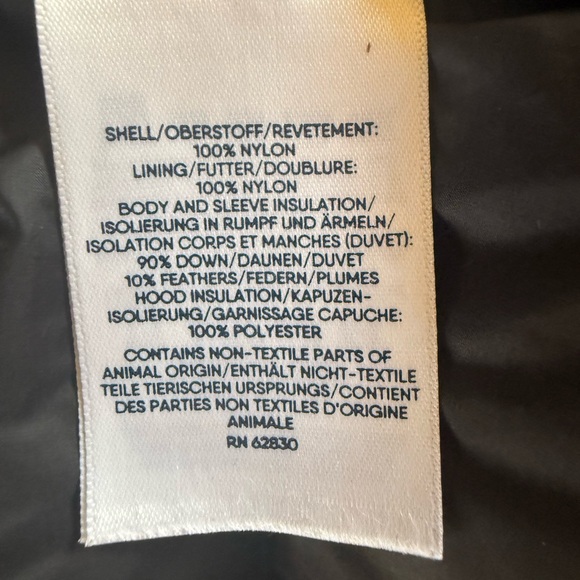 SHELL/OBERSTOFF/REVETEMENT:
100% NYLON
LINING/FUTTER/DOUBLURE:
100% NYLON
BODY AND SLEEVE INSULATION/
ISOLIERUNG IN RUMPF UND ÄRMELN/
ISOLATION CORPS ET MANCHES (DUVET):
90% DOWN/DAUNEN/DUVET
10% FEATHERS/FEDERN/PLUMES
HOOD INSULATION/KAPUZEN-
ISOLIERUNG/GARNISSAGE CAPUCHE:
100% POLYESTER
CONTAINS NON-TEXTILE PARTS OF
ANIMAL ORIGIN/ENTHÄLT NICHT-TEXTILE
TEILE TIERISCHEN URSPRUNGS/CONTIENT
DES PARTIES NON TEXTILES D'ORIGINE
ANIMALE
RN 62830